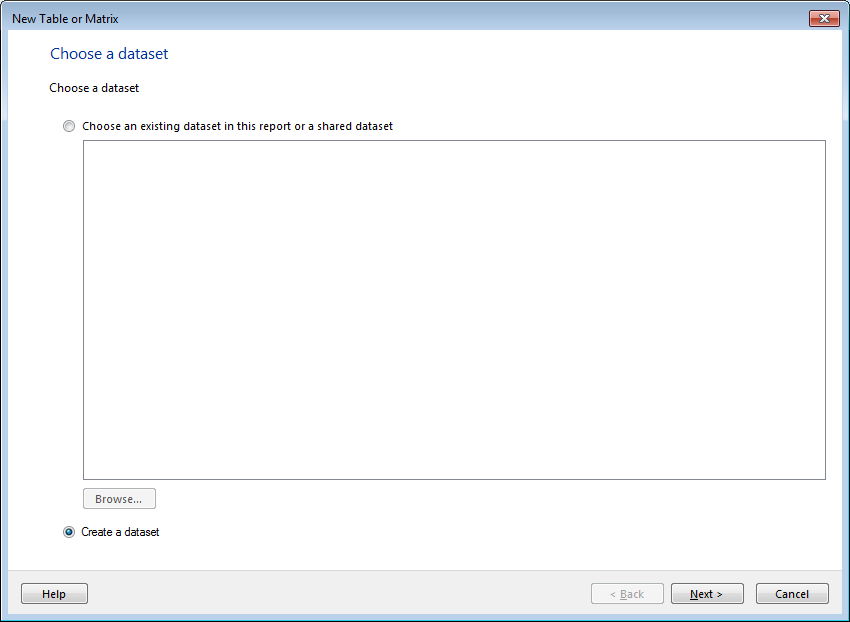 New Table or Matrix
Choose a dataset
Choose a dataset
Choose an existing dataset in this report or a shared dataset
Browse...
Create a dataset
Help
< Back
Next >
Cancel